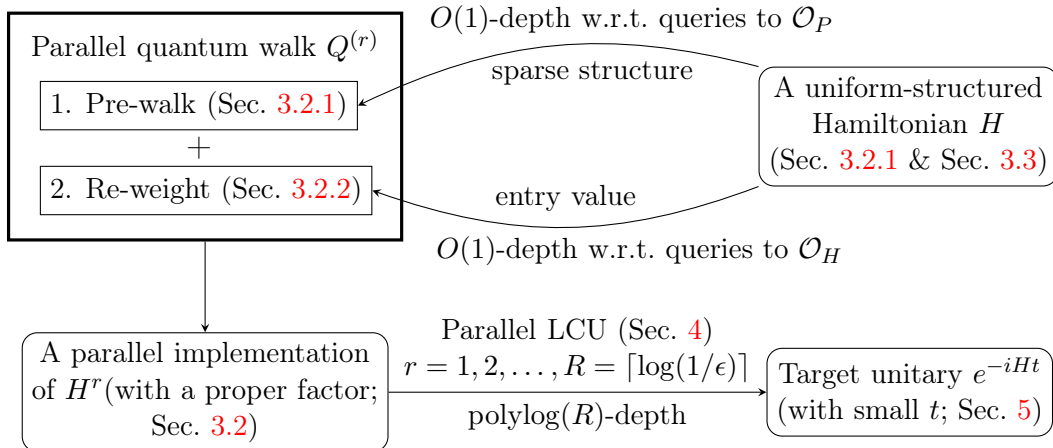 O(1)-depth w.r.t. queries to 𝒪_P
Parallel quantum walk Q^{(r)}
sparse structure
1. Pre-walk (Sec. 3.2.1)
+
2. Re-weight (Sec. 3.2.2)
A uniform-structured
Hamiltonian H
(Sec. 3.2.1 & Sec. 3.3)
entry value
O(1)-depth w.r.t. queries to 𝒪_H
A parallel implementation
of H^r(with a proper factor;
Sec. 3.2)
Parallel LCU (Sec. 4)
r = 1, 2, . . . , R = ⌈log(1/ϵ)⌉
polylog(R)-depth
Target unitary e^{−iHt}
(with small t; Sec. 5)